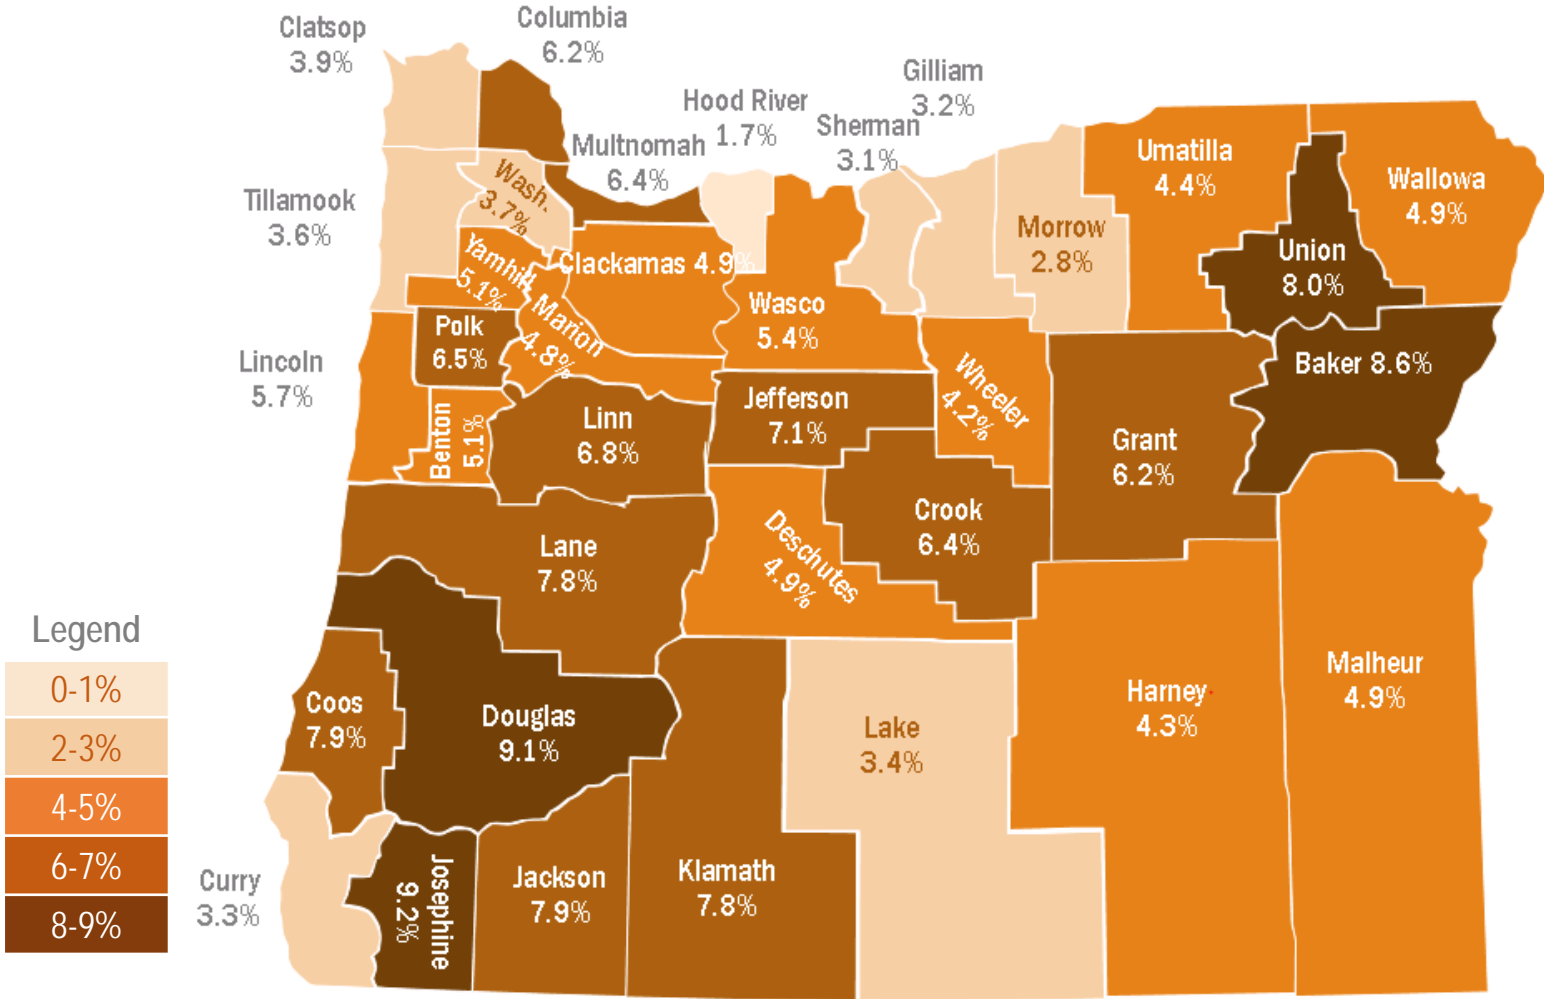 Clatsop
3.9%
Columbia
6.2%
Gilliam
3.2%
Hood River
1.7%
Sherman
3.1%
Multnomah
6.4%
Umatilla
4.4%
Wallowa
4.9%
Wash.
3.7%
Tillamook
3.6%
Morrow
2.8%
Union
8.0%
Yamhill
5.1%
Clackamas 4.9%
Wasco
5.4%
Marion
4.8%
Polk
6.5%
Lincoln
5.7%
Baker 8.6%
Wheeler
4.2%
Jefferson
7.1%
Linn
6.8%
Benton
5.1%
Grant
6.2%
Crook
6.4%
Deschutes
4.9%
Lane
7.8%
Legend
0-1%
2-3%
4-5%
6-7%
8-9%
Malheur
4.9%
Harney
4.3%
Coos
7.9%
Douglas
9.1%
Lake
3.4%
Curry
3.3%
Josephine
9.2%
Jackson
7.9%
Klamath
7.8%